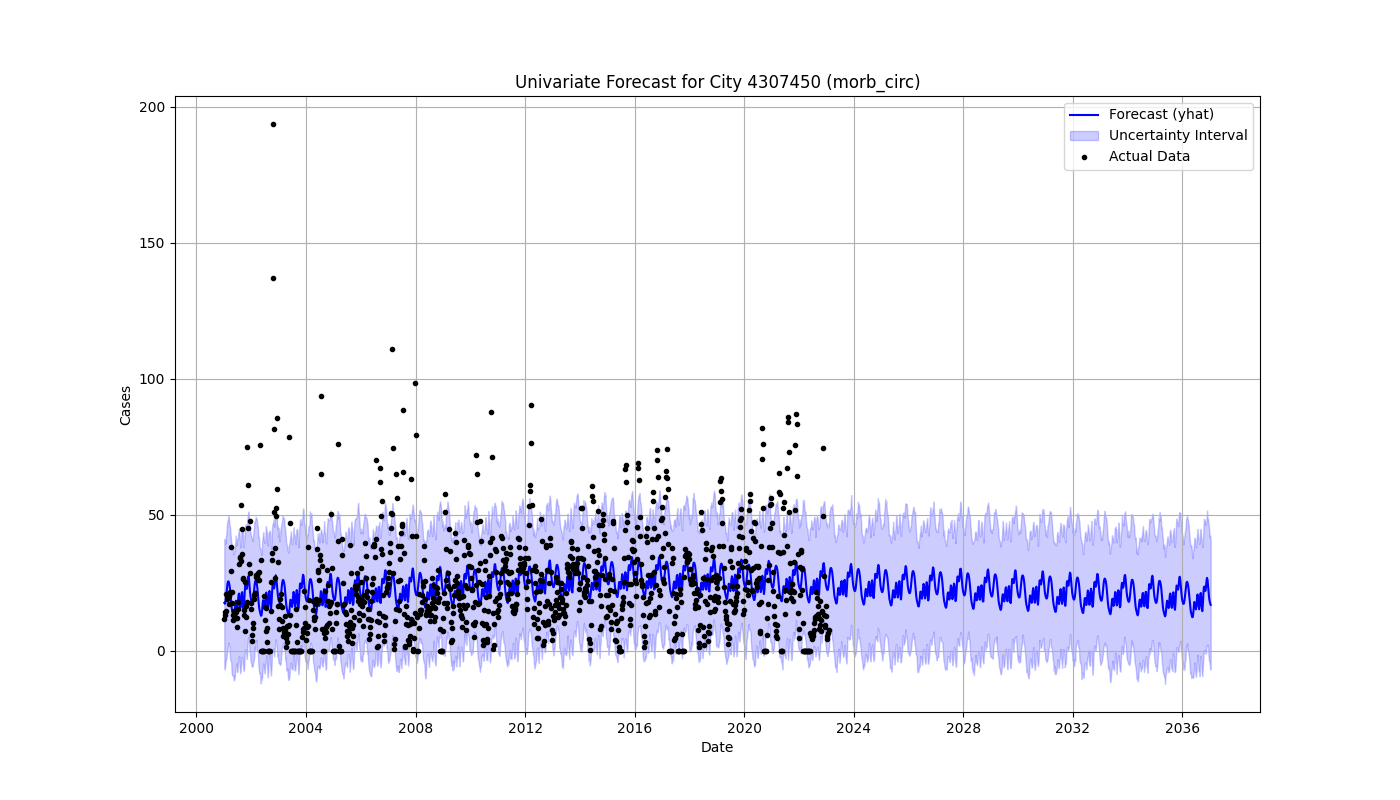 Univariate Forecast for City 4307450 (morb_circ)
Forecast (yhat)
Uncertainty Interval
Actual Data
200
150
100
50
0
Cases
2000 2004 2008 2012 2016 2020 2024 2028 2032 2036
Date